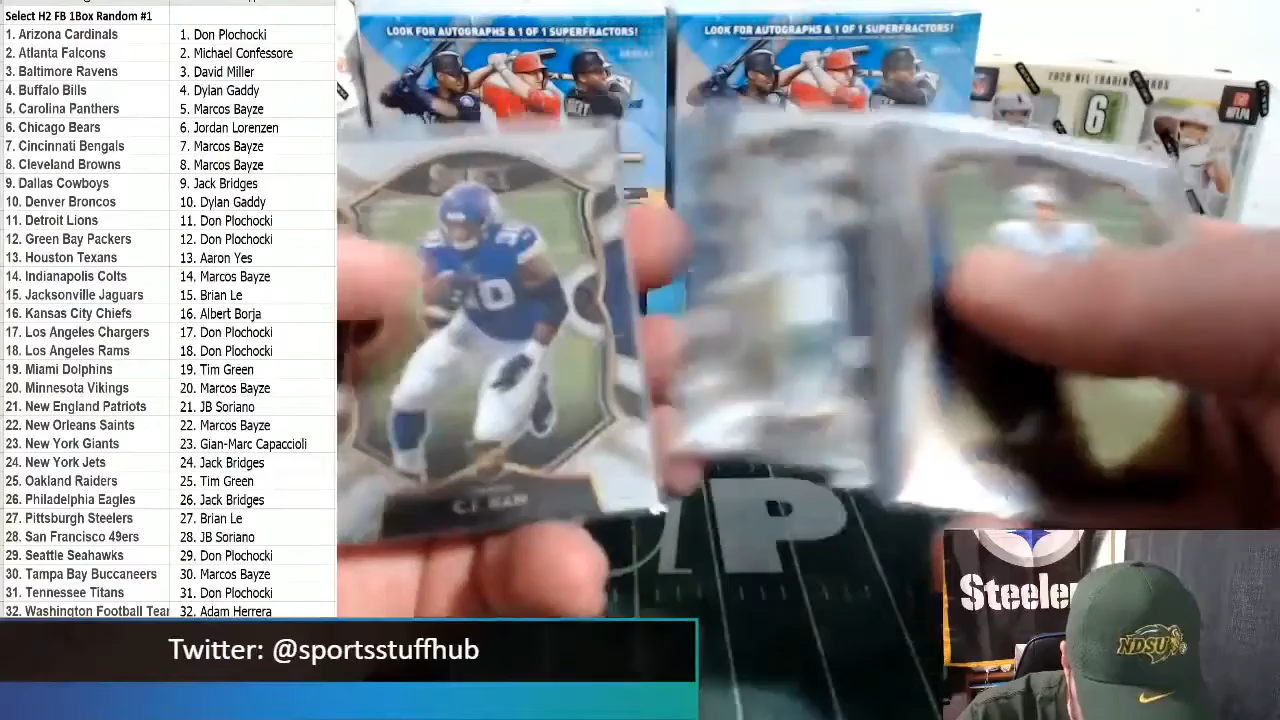 Select H2 FB 1Box Random #1
1. Arizona Cardinals 1. Don Plochocki
2. Atlanta Falcons 2. Michael Confessore
3. Baltimore Ravens 3. David Miller
4. Buffalo Bills 4. Dylan Gaddy
5. Carolina Panthers 5. Marcos Bayze
6. Chicago Bears 6. Jordan Lorenzen
7. Cincinnati Bengals 7. Marcos Bayze
8. Cleveland Browns 8. Marcos Bayze
9. Dallas Cowboys 9. Jack Bridges
10. Denver Broncos 10. Dylan Gaddy
11. Detroit Lions 11. Don Plochocki
12. Green Bay Packers 12. Don Plochocki
13. Houston Texans 13. Aaron Yes
14. Indianapolis Colts 14. Marcos Bayze
15. Jacksonville Jaguars 15. Brian Le
16. Kansas City Chiefs 16. Albert Borja
17. Los Angeles Chargers 17. Don Plochocki
18. Los Angeles Rams 18. Don Plochocki
19. Miami Dolphins 19. Tim Green
20. Minnesota Vikings 20. Marcos Bayze
21. New England Patriots 21. JB Soriano
22. New Orleans Saints 22. Marcos Bayze
23. New York Giants 23. Gian-Marc Capaccioli
24. New York Jets 24. Jack Bridges
25. Oakland Raiders 25. Tim Green
26. Philadelphia Eagles 26. Jack Bridges
27. Pittsburgh Steelers 27. Brian Le
28. San Francisco 49ers 28. JB Soriano
29. Seattle Seahawks 29. Don Plochocki
30. Tampa Bay Buccaneers 30. Marcos Bayze
31. Tennessee Titans 31. Don Plochocki
32. Washington Football Tear 32. Adam Herrera
LOOK FOR AUTOGRAPHS & 1 OF 1 SUPERFRACTORS!
LOOK FOR AUTOGRAPHS & 1 OF 1 SUPERFRACTORS!
2020 NFL TRADING CARDS
6
NFLPA
SELECT
30
C.J. HAM
P
Steeler
NDSU
Twitter: @sportsstuffhub